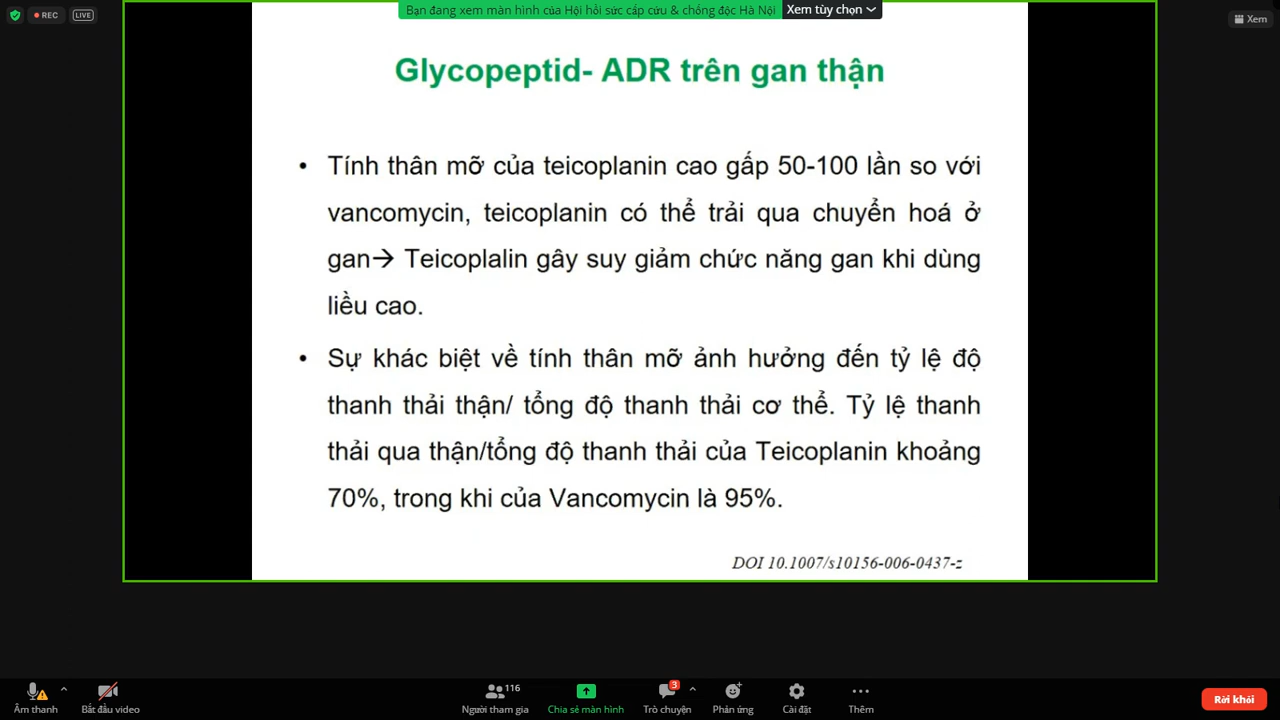 REC
LIVE
Bạn đang xem màn hình của Hội hồi sức cấp cứu & chống độc Hà Nội
Xem tùy chọn
Xem
Glycopeptid- ADR trên gan thận
• Tính thân mỡ của teicoplanin cao gấp 50-100 lần so với
vancomycin, teicoplanin có thể trải qua chuyển hoá ở
gan→ Teicoplalin gây suy giảm chức năng gan khi dùng
liều cao.
• Sự khác biệt về tính thân mỡ ảnh hưởng đến tỷ lệ độ
thanh thải thận/ tổng độ thanh thải cơ thể. Tỷ lệ thanh
thải qua thận/tổng độ thanh thải của Teicoplanin khoảng
70%, trong khi của Vancomycin là 95%.
DOI 10.1007/s10156-006-0437-z
116
3
Âm thanh
Bắt đầu video
Người tham gia
Chia sẻ màn hình
Trò chuyện
Phản ứng
Cài đặt
Thêm
Rời khỏi